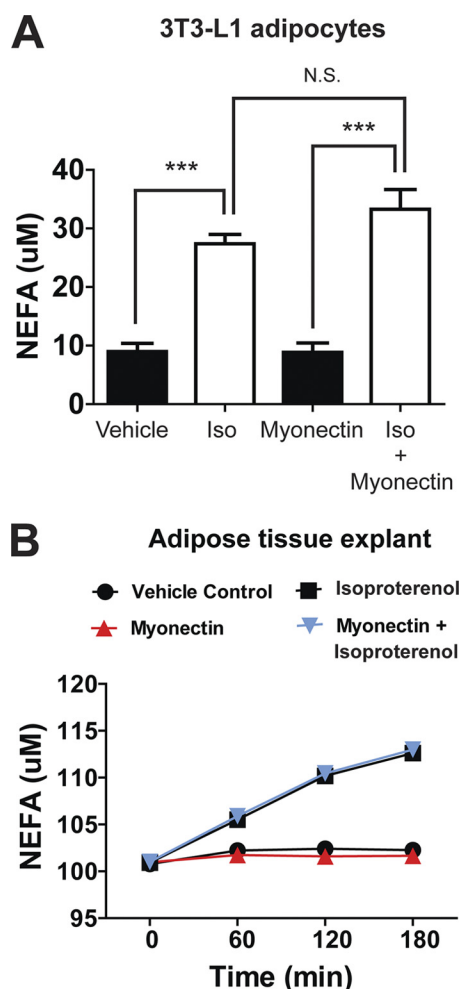 A
3T3-L1 adipocytes
N.S.
***
***
NEFA (uM)
40
30
20
10
0
Vehicle
Iso
Myonectin
Iso
+
Myonectin
B
Adipose tissue explant
Vehicle Control
Isoproterenol
Myonectin
Myonectin +
Isoproterenol
NEFA (uM)
120
115
110
105
100
95
0 60 120 180
Time (min)